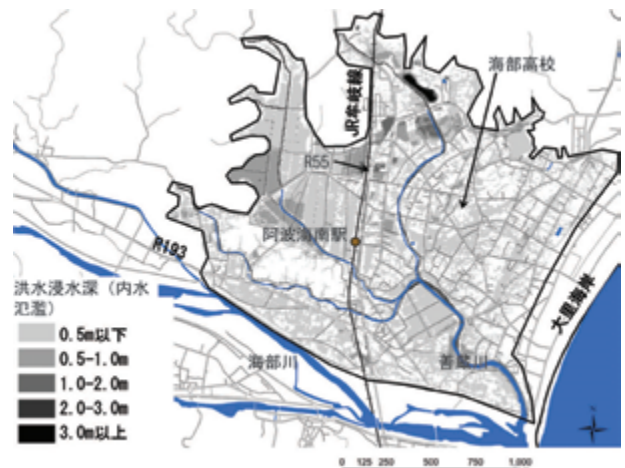 海部高校
JR牟岐線
R55
阿波海南駅
R193
洪水浸水深（内水
氾濫）
0.5m以下
0.5-1.0m
1.0-2.0m
2.0-3.0m
3.0m以上
海部川
善蔵川
大里海岸
0 125 250 500 750 1,000